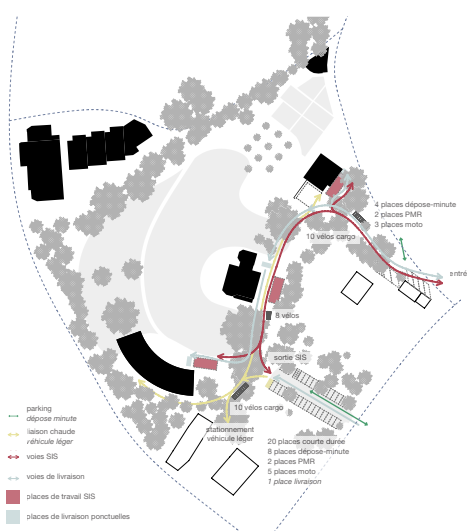 4 places dépose-minute
2 places PMR
3 places moto
10 vélos cargo
entré
8 vélos
sortie SIS
10 vélos cargo
stationnement
véhicule léger
20 places courte durée
8 places dépose-minute
2 places PMR
5 places moto
1 place livraison
parking
dépose minute
liaison chaude
véhicule léger
voies SIS
voies de livraison
places de travail SIS
places de livraison ponctuelles